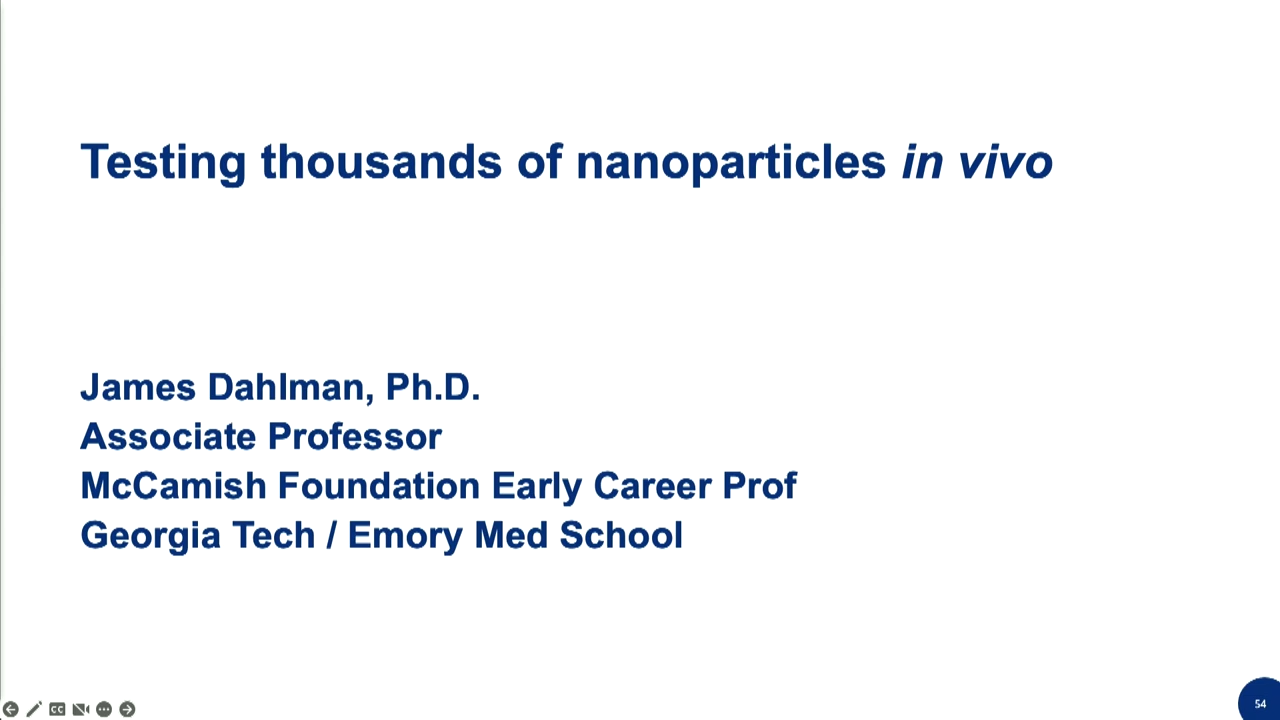 Testing thousands of nanoparticles in vivo
James Dahlman, Ph.D.
Associate Professor
McCamish Foundation Early Career Prof
Georgia Tech / Emory Med School
CC
54